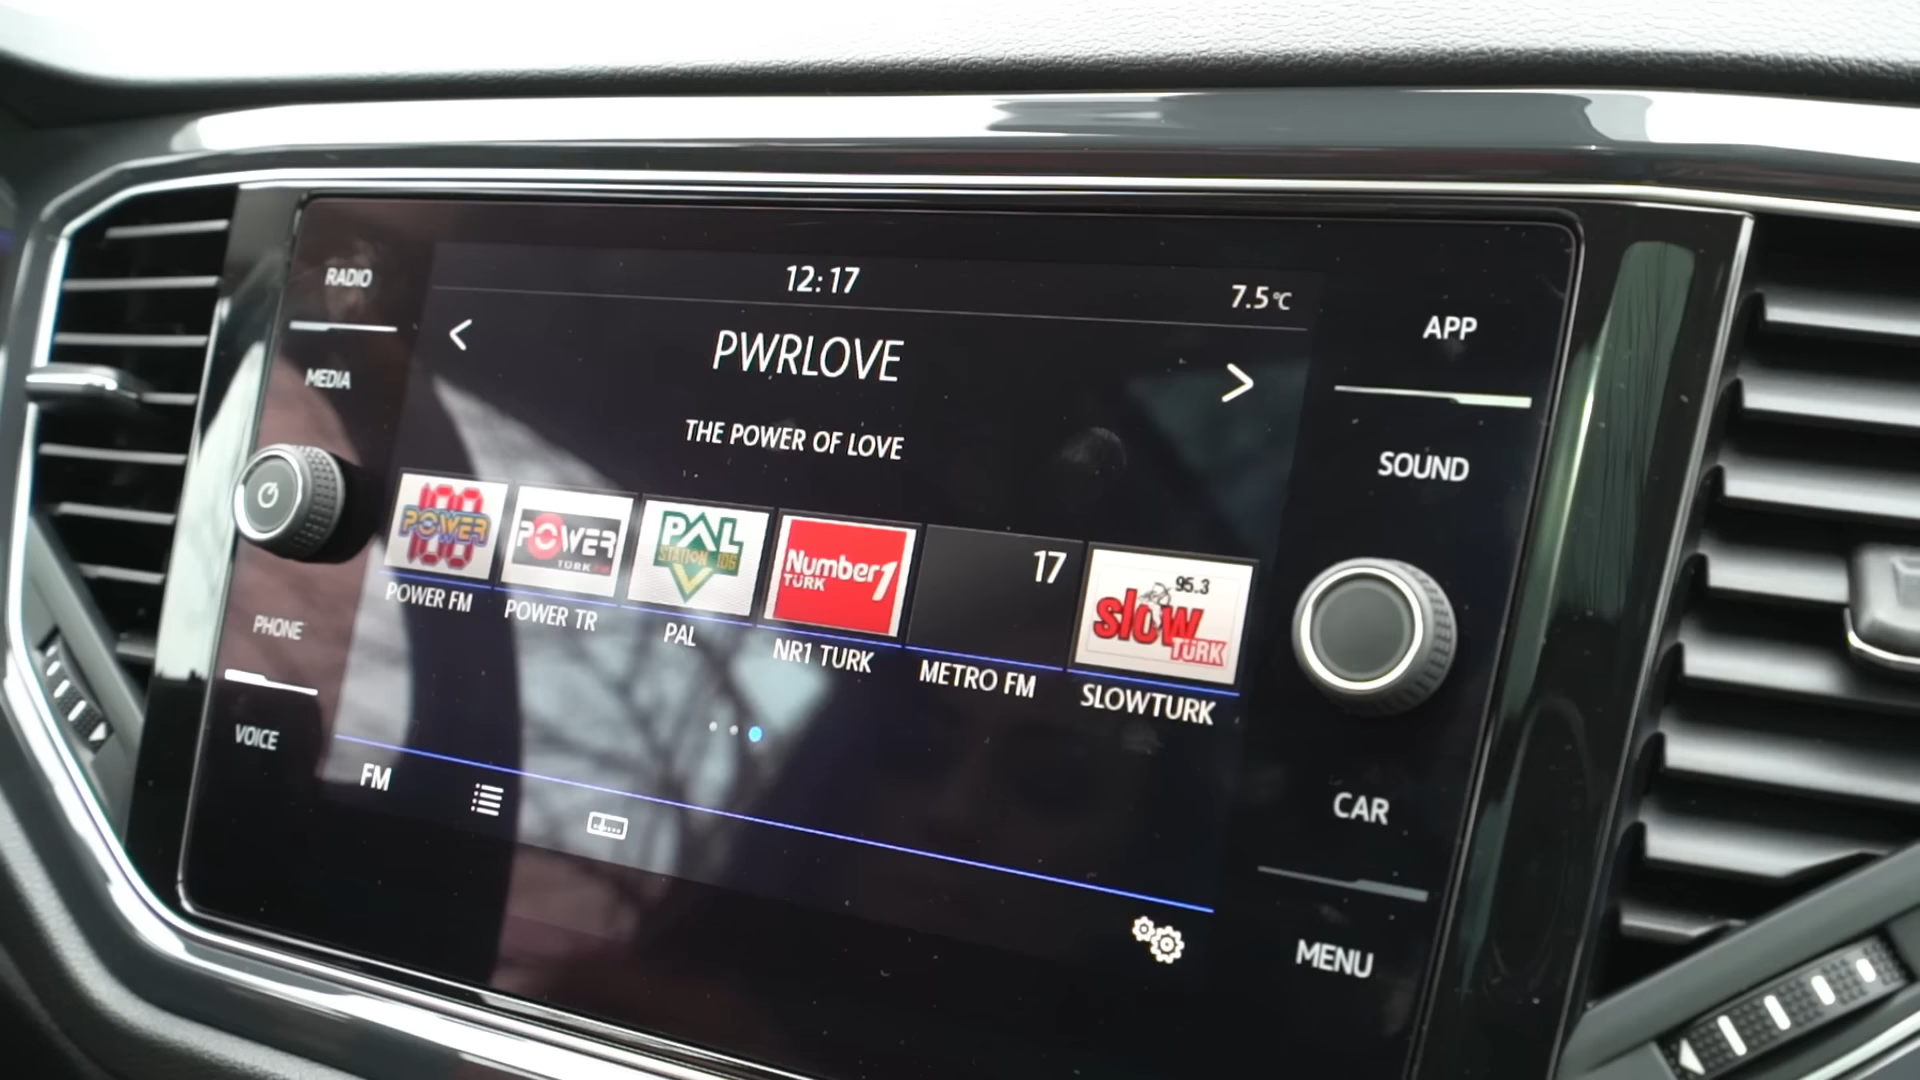 RADIO
MEDIA
PHONE
VOICE
12:17
7.5°C
PWRLOVE
THE POWER OF LOVE
100
POWER
POWER
TÜRK FM
PAL
STATION 106
Number1
TÜRK
17
95.3
slow
TÜRK
POWER FM
POWER TR
PAL
NR1 TURK
METRO FM
SLOWTURK
FM
APP
SOUND
CAR
MENU